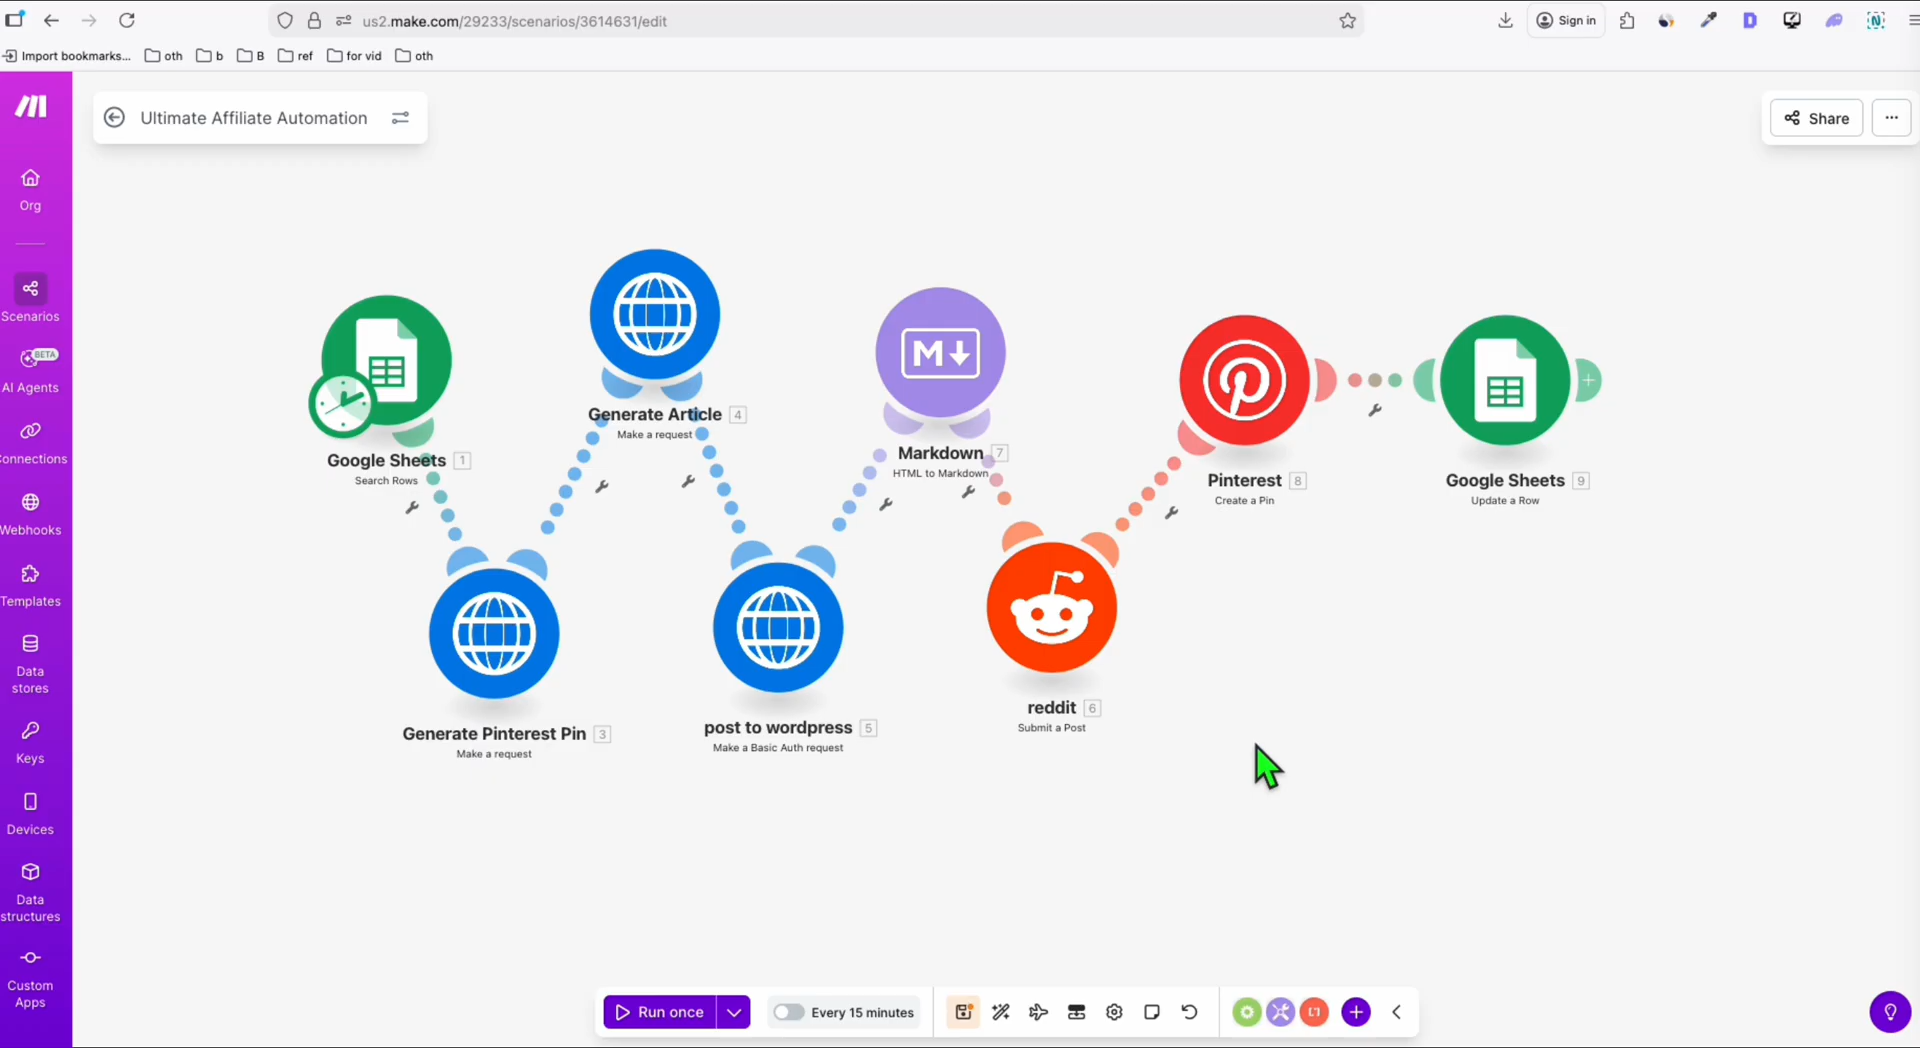 us2.make.com/29233/scenarios/3614631/edit
Sign in
Import bookmarks...
oth
b
B
ref
for vid
oth
Ultimate Affiliate Automation
Share
Org
Scenarios
BETA
AI Agents
onnections
Webhooks
Templates
Data
stores
Keys
Devices
Data
structures
Custom
Apps
Google Sheets 1
Search Rows
Generate Article 4
Make a request
M
Markdown 7
HTML to Markdown
Pinterest 8
Create a Pin
Google Sheets 9
Update a Row
Generate Pinterest Pin 3
Make a request
post to wordpress 5
Make a Basic Auth request
reddit 6
Submit a Post
Run once
Every 15 minutes